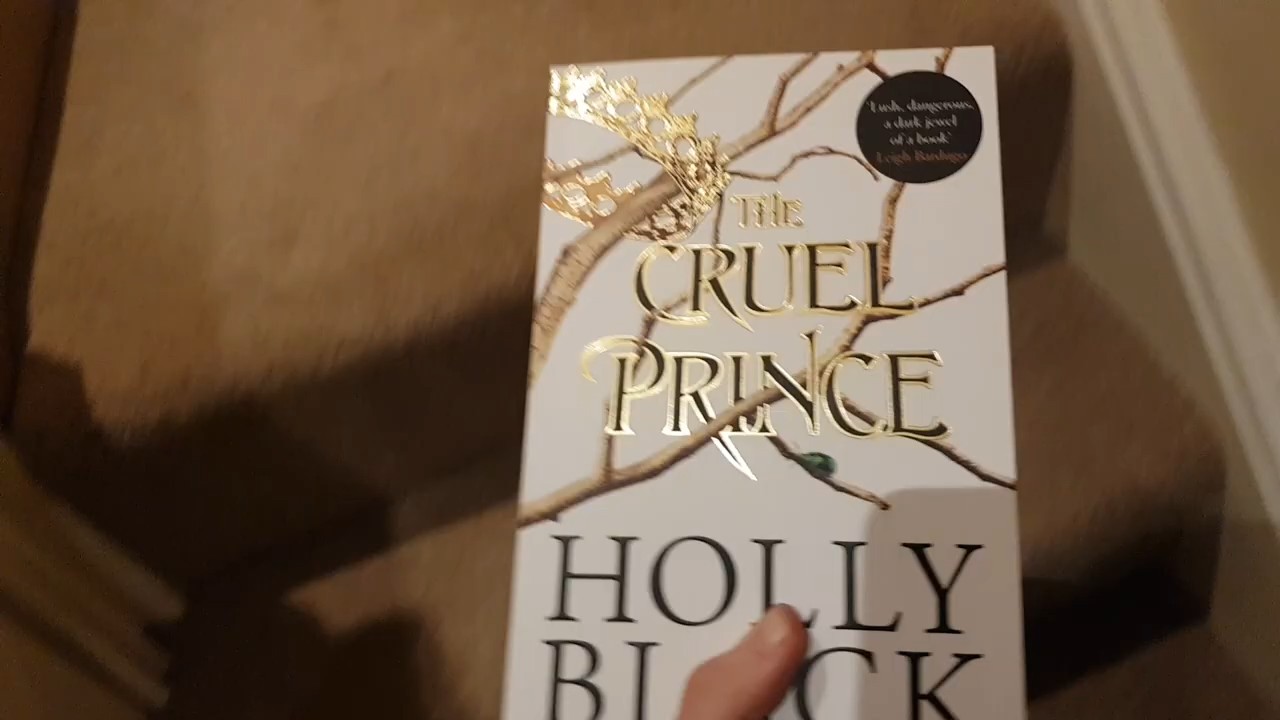 'Lush, dangerous,
a dark jewel
of a book'
Leigh Bardugo
THE
CRUEL
PRINCE
HOLLY
BLACK